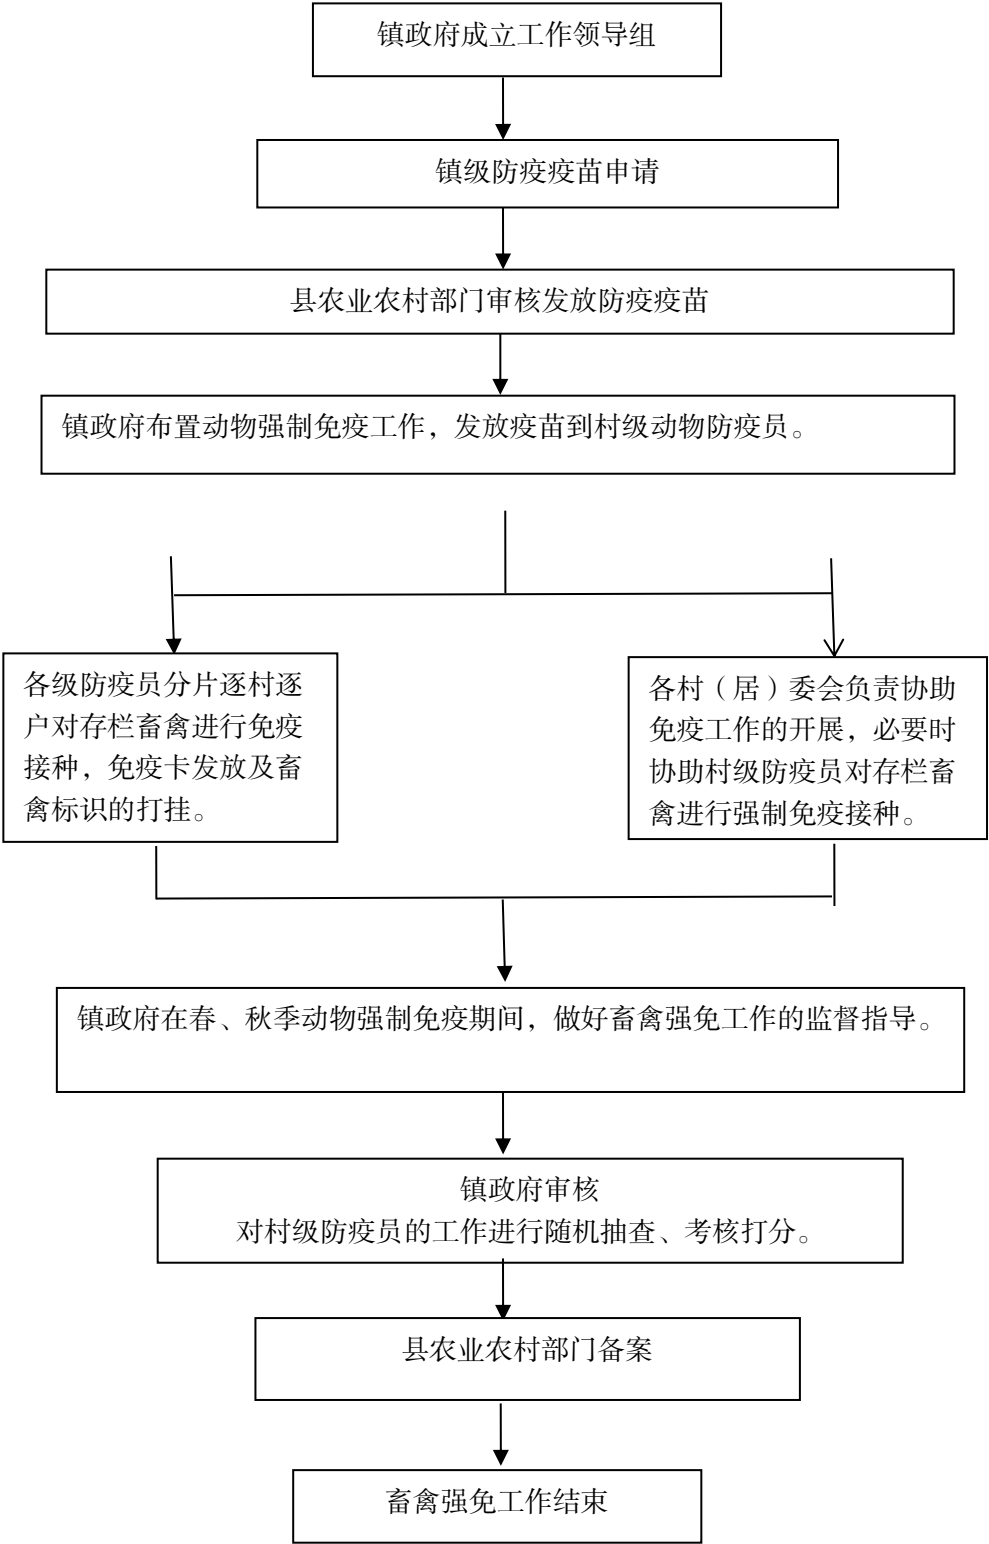 镇政府成立工作领导组
镇级防疫疫苗申请
县农业农村部门审核发放防疫疫苗
镇政府布置动物强制免疫工作，发放疫苗到村级动物防疫员。
各级防疫员分片逐村逐
户对存栏畜禽进行免疫
接种，免疫卡发放及畜
禽标识的打挂。
各村（居）委会负责协助
免疫工作的开展，必要时
协助村级防疫员对存栏畜
禽进行强制免疫接种。
镇政府在春、秋季动物强制免疫期间，做好畜禽强免工作的监督指导。
镇政府审核
对村级防疫员的工作进行随机抽查、考核打分。
县农业农村部门备案
畜禽强免工作结束